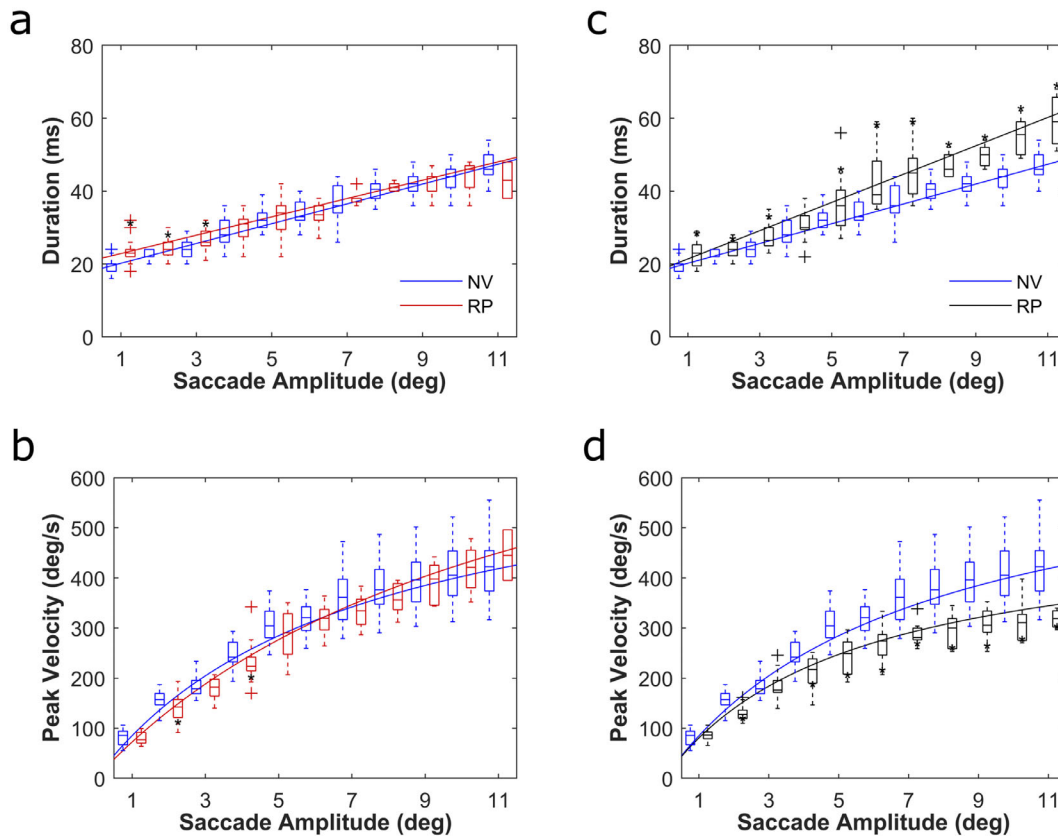 a
80
60
40
20
0
Duration (ms)
NV
RP
1 3 5 7 9 11
Saccade Amplitude (deg)
c
80
60
40
20
0
Duration (ms)
NV
RP
1 3 5 7 9 11
Saccade Amplitude (deg)
b
600
500
400
300
200
100
0
Peak Velocity (deg/s)
1 3 5 7 9 11
Saccade Amplitude (deg)
d
600
500
400
300
200
100
0
Peak Velocity (deg/s)
1 3 5 7 9 11
Saccade Amplitude (deg)